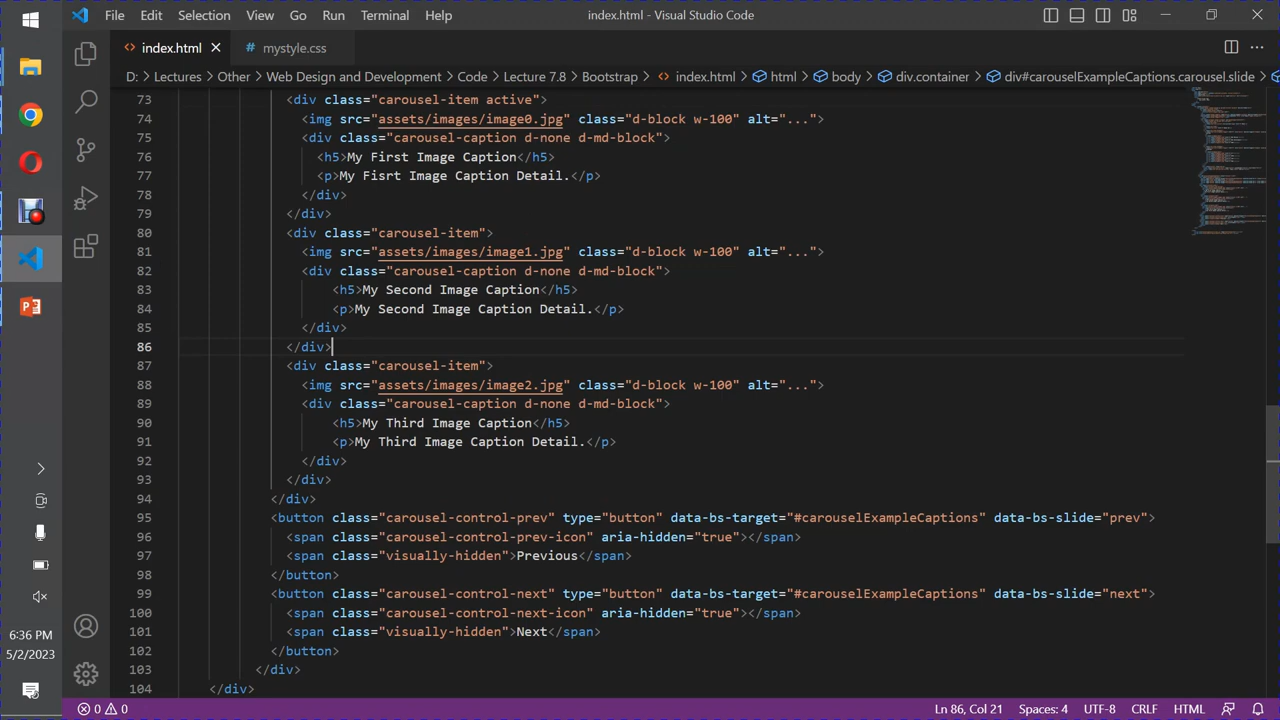 File Edit Selection View Go Run Terminal Help index.html - Visual Studio Code
index.html mystyle.css
D: > Lectures > Other > Web Design and Development > Code > Lecture 7.8 > Bootstrap > index.html > html > body > div.container > div#carouselExampleCaptions.carousel.slide
73 <div class="carousel-item active">
74 <img src="assets/images/image0.jpg" class="d-block w-100" alt="...">
75 <div class="carousel-caption d-none d-md-block">
76 <h5>My First Image Caption</h5>
77 <p>My Fisrt Image Caption Detail.</p>
78 </div>
79 </div>
80 <div class="carousel-item">
81 <img src="assets/images/image1.jpg" class="d-block w-100" alt="...">
82 <div class="carousel-caption d-none d-md-block">
83 <h5>My Second Image Caption</h5>
84 <p>My Second Image Caption Detail.</p>
85 </div>
86 </div>
87 <div class="carousel-item">
88 <img src="assets/images/image2.jpg" class="d-block w-100" alt="...">
89 <div class="carousel-caption d-none d-md-block">
90 <h5>My Third Image Caption</h5>
91 <p>My Third Image Caption Detail.</p>
92 </div>
93 </div>
94 </div>
95 <button class="carousel-control-prev" type="button" data-bs-target="#carouselExampleCaptions" data-bs-slide="prev">
96 <span class="carousel-control-prev-icon" aria-hidden="true"></span>
97 <span class="visually-hidden">Previous</span>
98 </button>
99 <button class="carousel-control-next" type="button" data-bs-target="#carouselExampleCaptions" data-bs-slide="next">
100 <span class="carousel-control-next-icon" aria-hidden="true"></span>
101 <span class="visually-hidden">Next</span>
102 </button>
103 </div>
104 </div>
6:36 PM
5/2/2023
0 0 Ln 86, Col 21 Spaces: 4 UTF-8 CRLF HTML